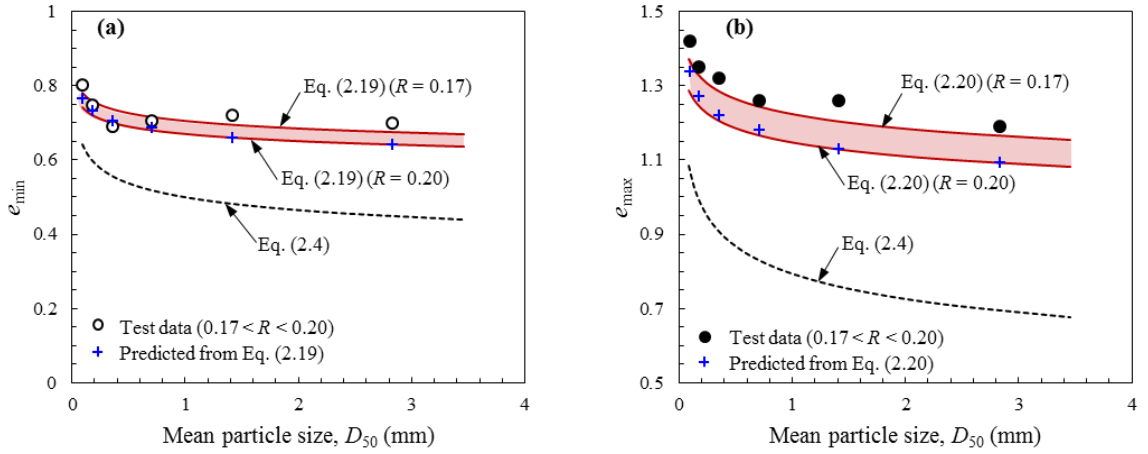 (a)
1
0.8
0.6
0.4
0.2
0
e_min
Eq. (2.19) (R = 0.17)
Eq. (2.19) (R = 0.20)
Eq. (2.4)
Test data (0.17 < R < 0.20)
Predicted from Eq. (2.19)
0 1 2 3 4
Mean particle size, D50 (mm)
(b)
1.5
1.3
1.1
0.9
0.7
0.5
e_max
Eq. (2.20) (R = 0.17)
Eq. (2.20) (R = 0.20)
Eq. (2.4)
Test data (0.17 < R < 0.20)
Predicted from Eq. (2.20)
0 1 2 3 4
Mean particle size, D50 (mm)